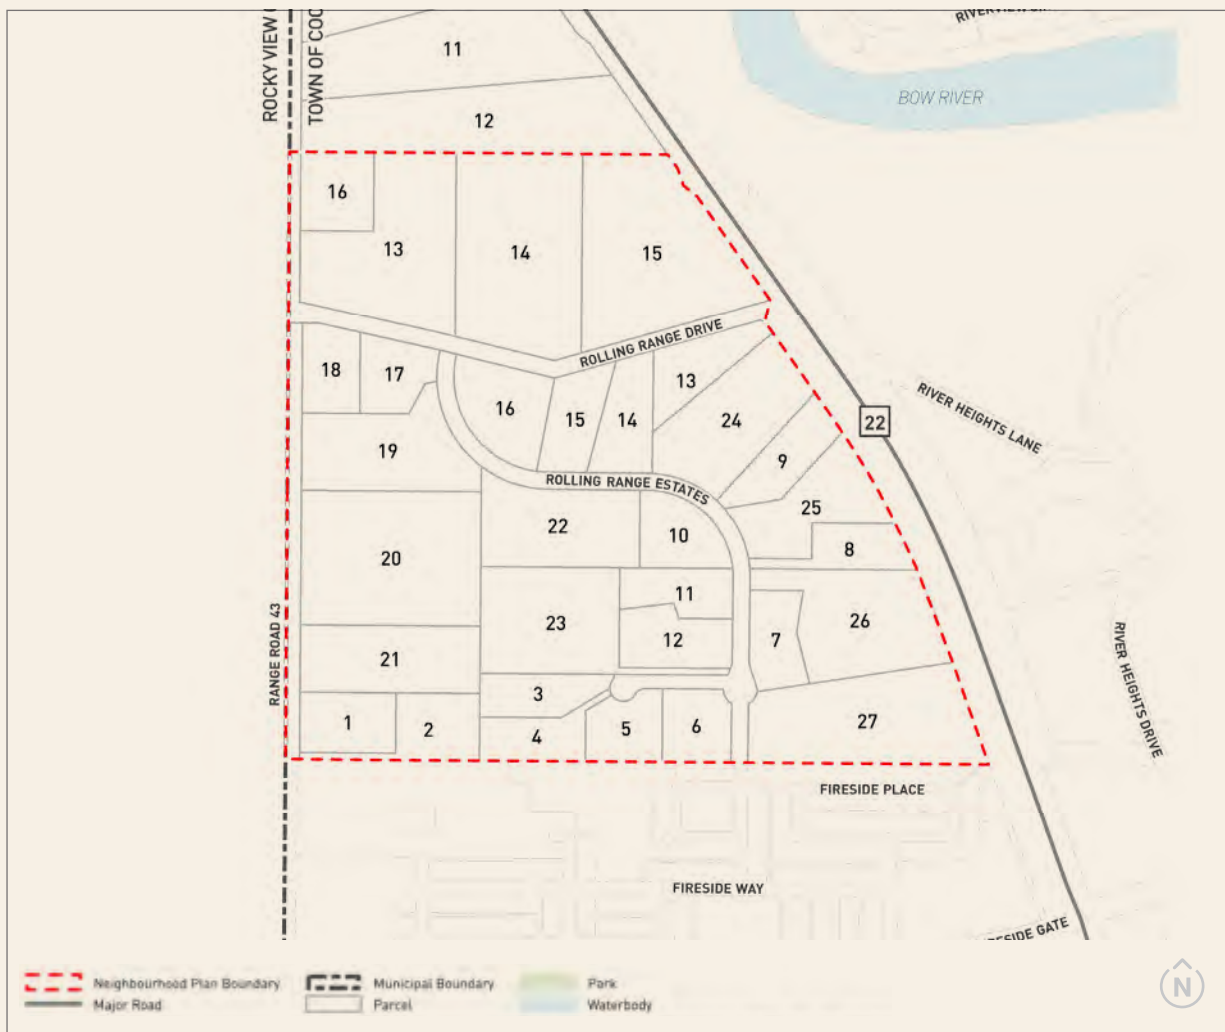 RIVERVIEW
ROCKY VIEW
TOWN OF COC
BOW RIVER
11
12
16
13
14
15
ROLLING RANGE DRIVE
18
17
16
15
14
13
24
22
RIVER HEIGHTS LANE
19
9
ROLLING RANGE ESTATES
25
22
10
8
20
11
23
12
7
26
RANGE ROAD 43
RIVER HEIGHTS DRIVE
21
3
1
2
4
5
6
27
FIRESIDE PLACE
FIRESIDE WAY
ESIDE GATE
Neighbourhood Plan Boundary
Municipal Boundary
Park
Major Road
Parcel
Waterbody
N